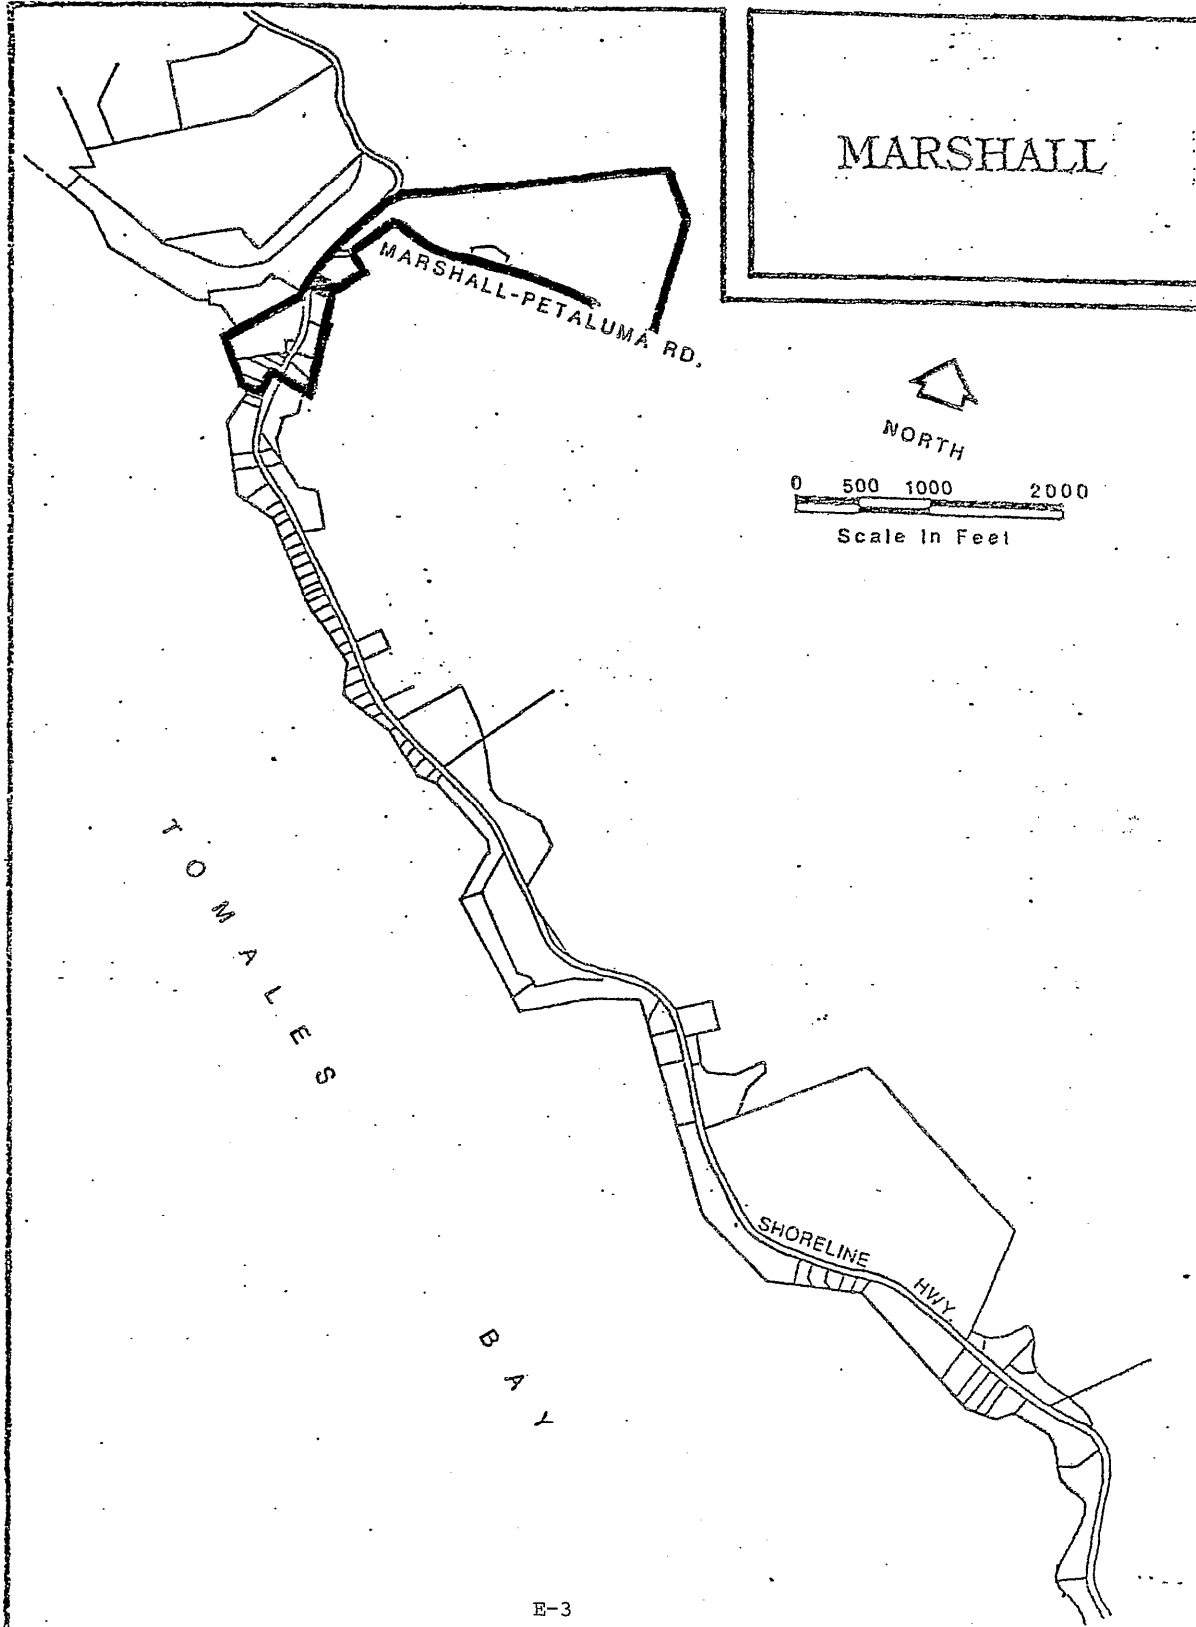 MARSHALL
MARSHALL-PETALUMA RD.
NORTH
0 500 1000 2000
Scale In Feet
TOMALES
BAY
SHORELINE
HWY.
E-3